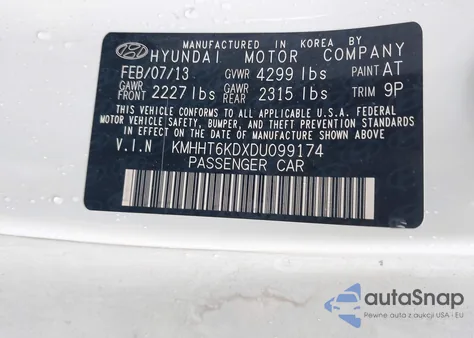 MANUFACTURED IN KOREA BY
HYUNDAI MOTOR COMPANY
FEB/07/13 GVWR 4299 lbs PAINT AT
GAWR FRONT 2227 lbs GAWR REAR 2315 lbs TRIM 9P
THIS VEHICLE CONFORMS TO ALL APPLICABLE U.S.A. FEDERAL
MOTOR VEHICLE SAFETY, BUMPER, AND THEFT PREVENTION
STANDARDS IN EFFECT ON THE DATE OF MANUFACTURE SHOWN ABOVE.
V.I.N KMHHT6KDXDU099174
PASSENGER CAR
autoSnap
Pewne auto z aukcji USA - EU